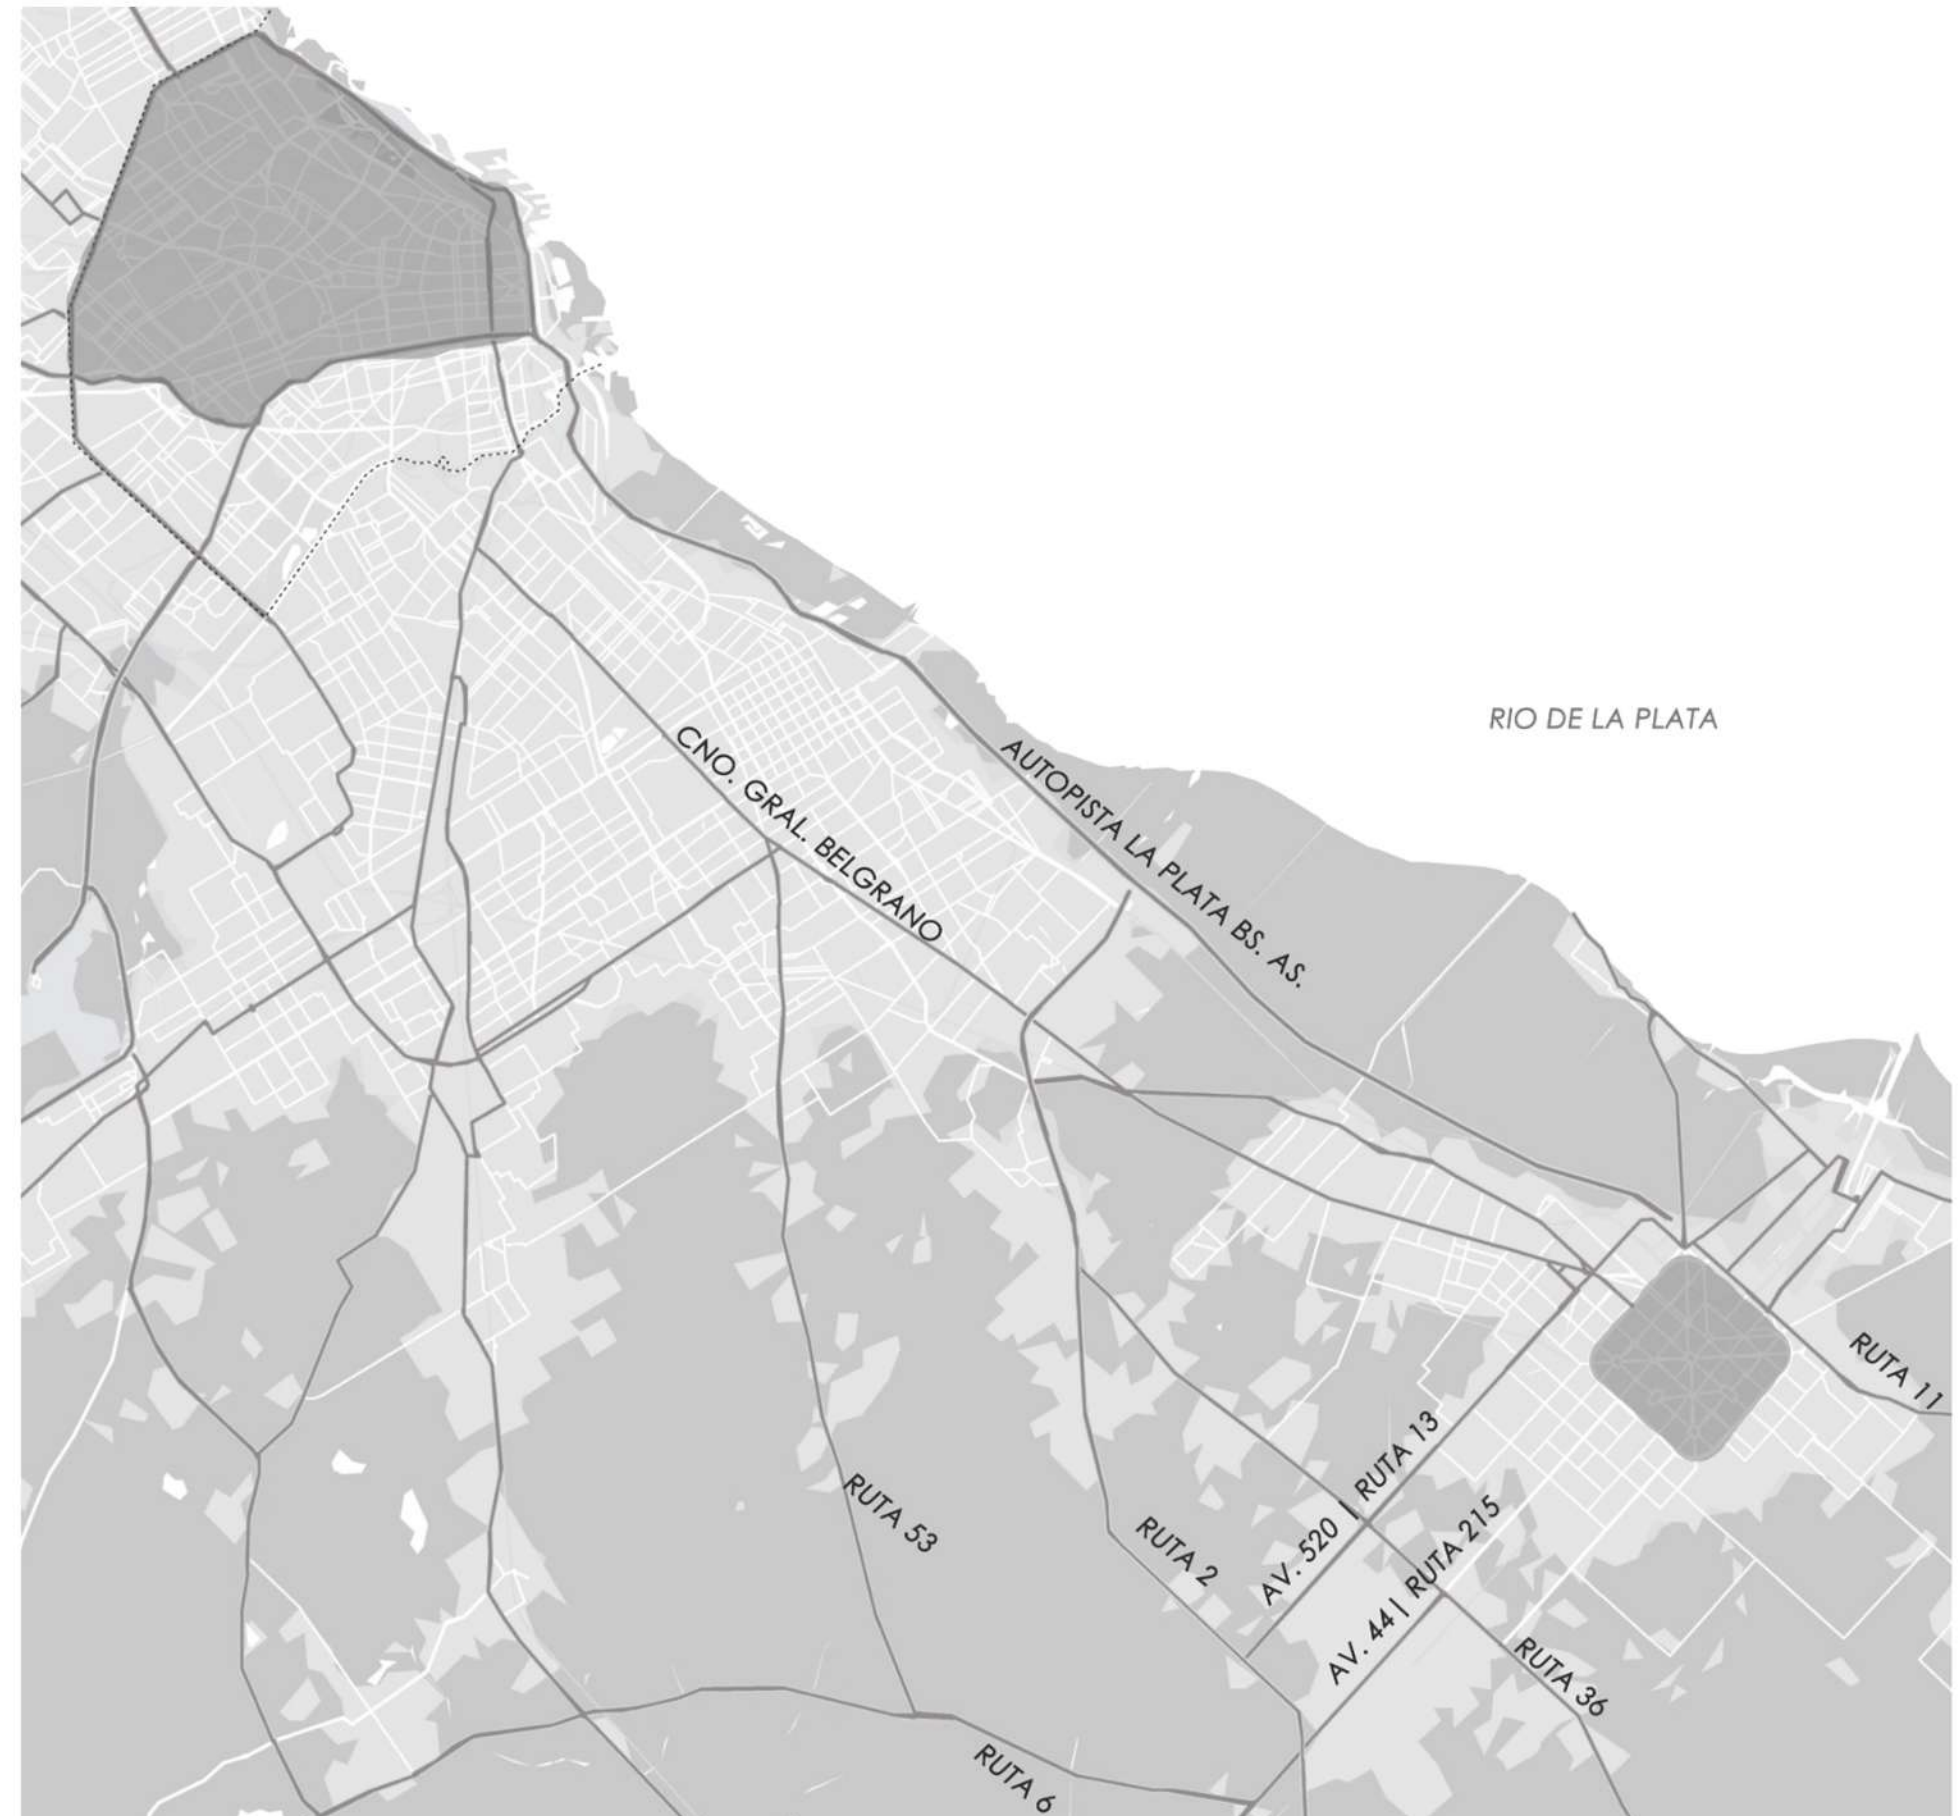 RIO DE LA PLATA
CNO. GRAL. BELGRANO
AUTOPISTA LA PLATA BS. AS.
RUTA 11
RUTA 53
RUTA 2
AV. 520 | RUTA 13
AV. 44| RUTA 215
RUTA 36
RUTA 6